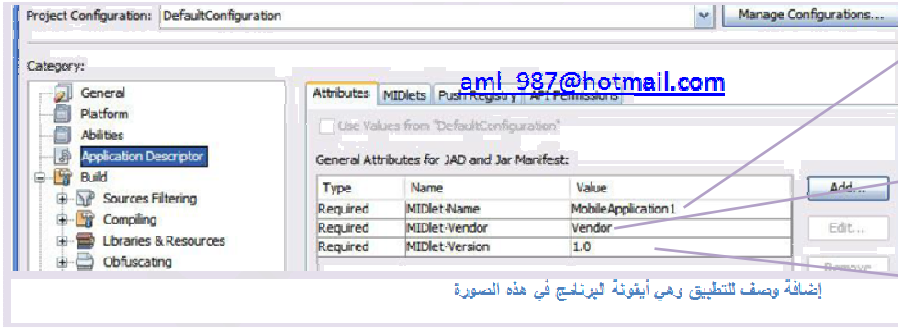 Project Configuration: DefaultConfiguration Manage Configurations...
Category:
General
Platform
Abilities
Application Descriptor
Build
Sources Filtering
Compiling
Libraries & Resources
Obfuscating
aml_987@hotmail.com
Attributes MIDlets Push Registry API Permissions
Use Values from "DefaultConfiguration"
General Attributes for JAD and Jar Manifest:
Type Name Value
Required MIDlet-Name MobileApplication1
Required MIDlet-Vendor Vendor
Required MIDlet-Version 1.0
Add...
Edit...
Remove
إضافة وصف للتطبيق وهي أيقونة البرنامج في هذه الصورة